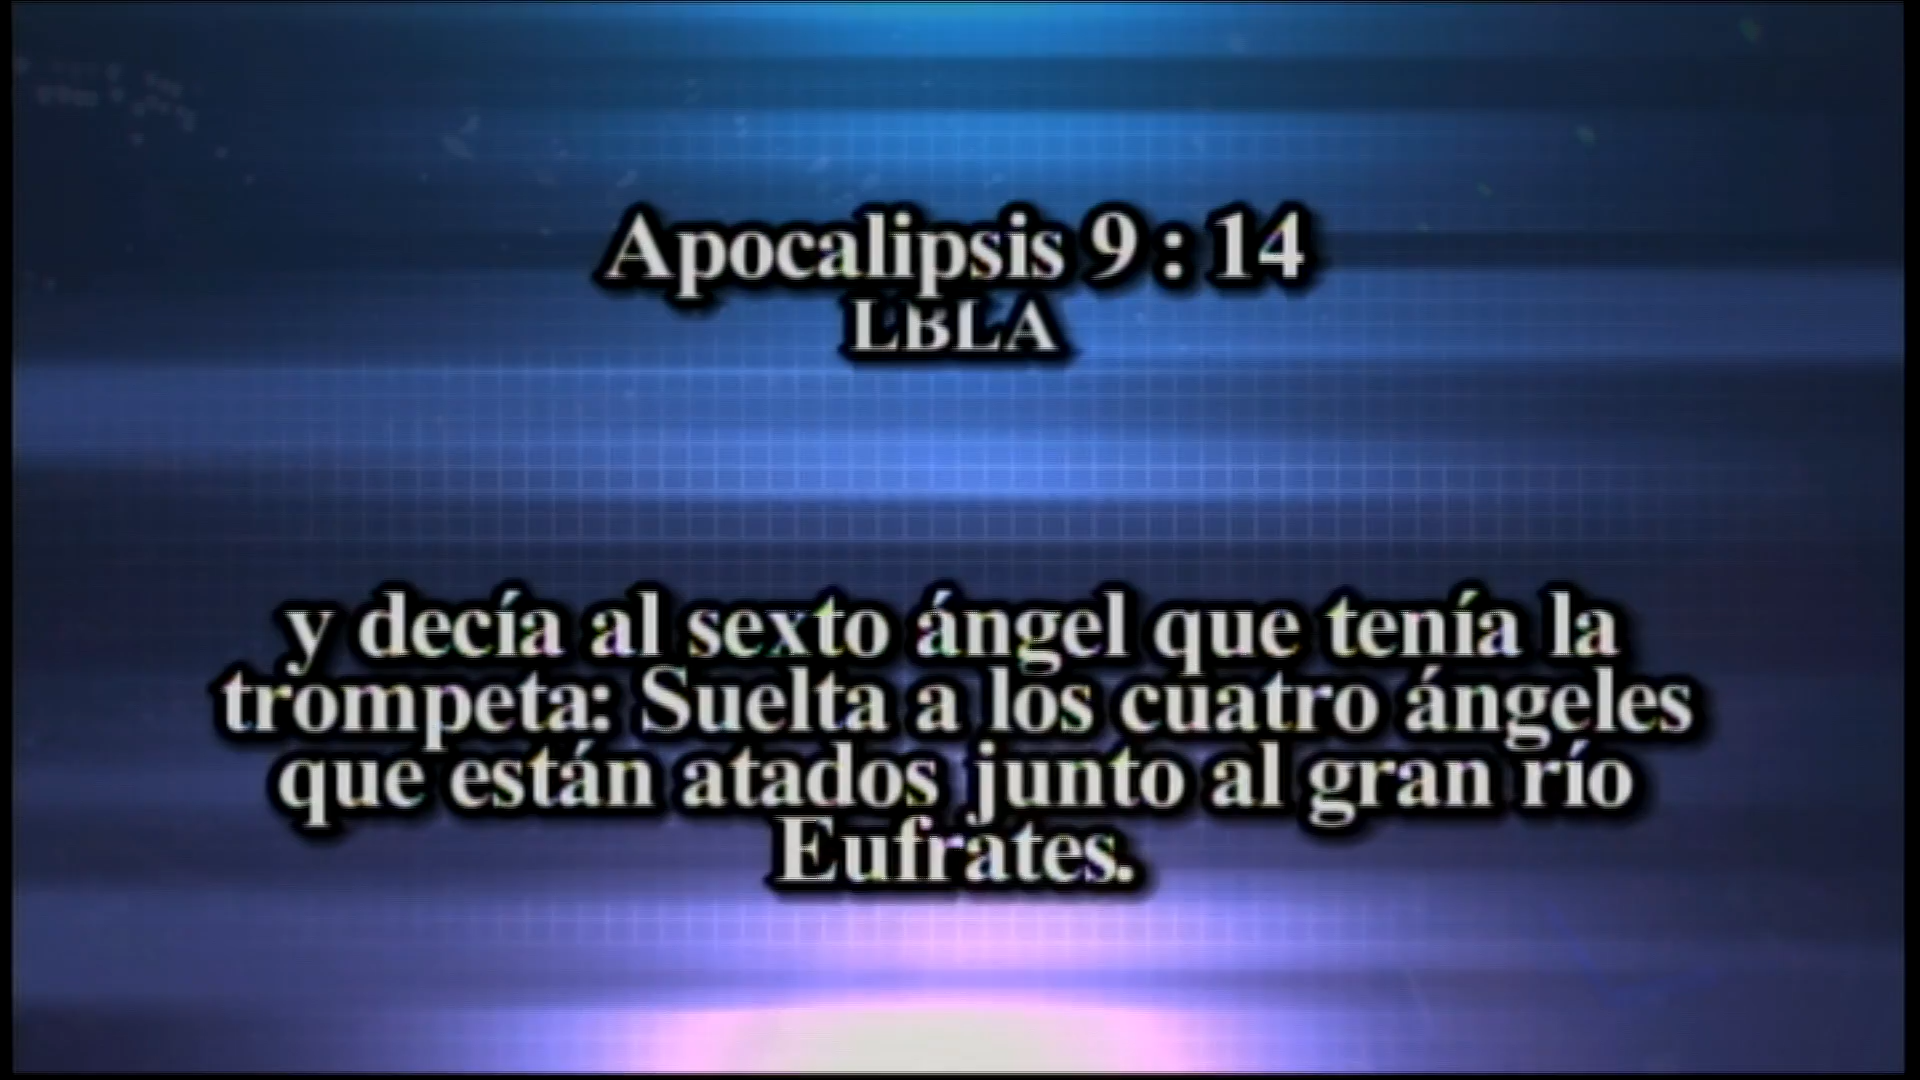 Apocalipsis 9 : 14
LBLA
y decía al sexto ángel que tenía la
trompeta: Suelta a los cuatro ángeles
que están atados junto al gran río
Eufrates.